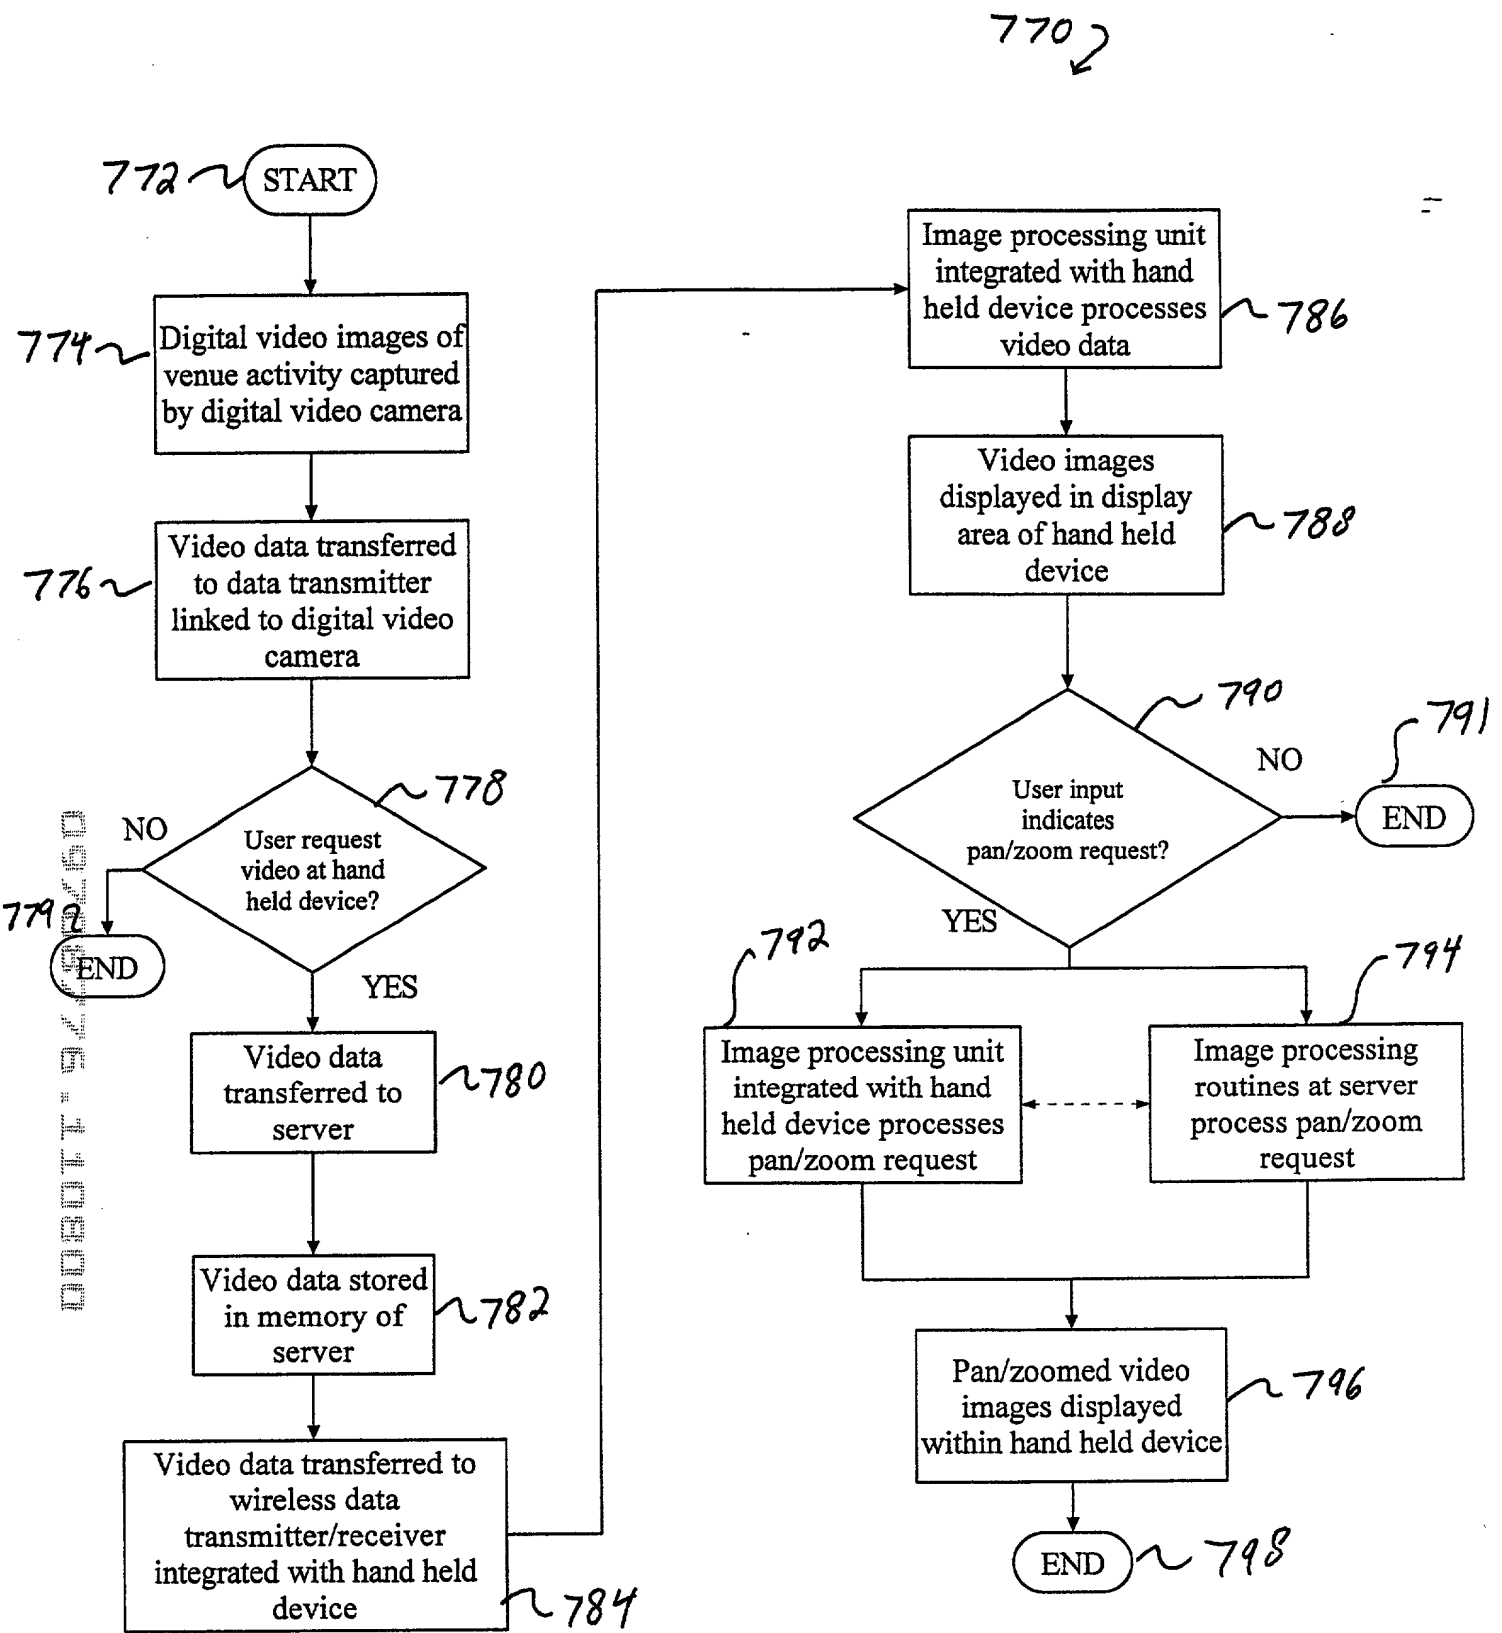 770
772
START
774
Digital video images of
venue activity captured
by digital video camera
776
Video data transferred
to data transmitter
linked to digital video
camera
778
NO
User request
video at hand
held device?
779
END
YES
Video data
transferred to
server
780
Video data stored
in memory of
server
782
Video data transferred to
wireless data
transmitter/receiver
integrated with hand held
device
784
Image processing unit
integrated with hand
held device processes
video data
786
Video images
displayed in display
area of hand held
device
788
790
User input
indicates
pan/zoom request?
NO
791
END
YES
792
Image processing unit
integrated with hand
held device processes
pan/zoom request
794
Image processing
routines at server
process pan/zoom
request
Pan/zoomed video
images displayed
within hand held device
796
END
798